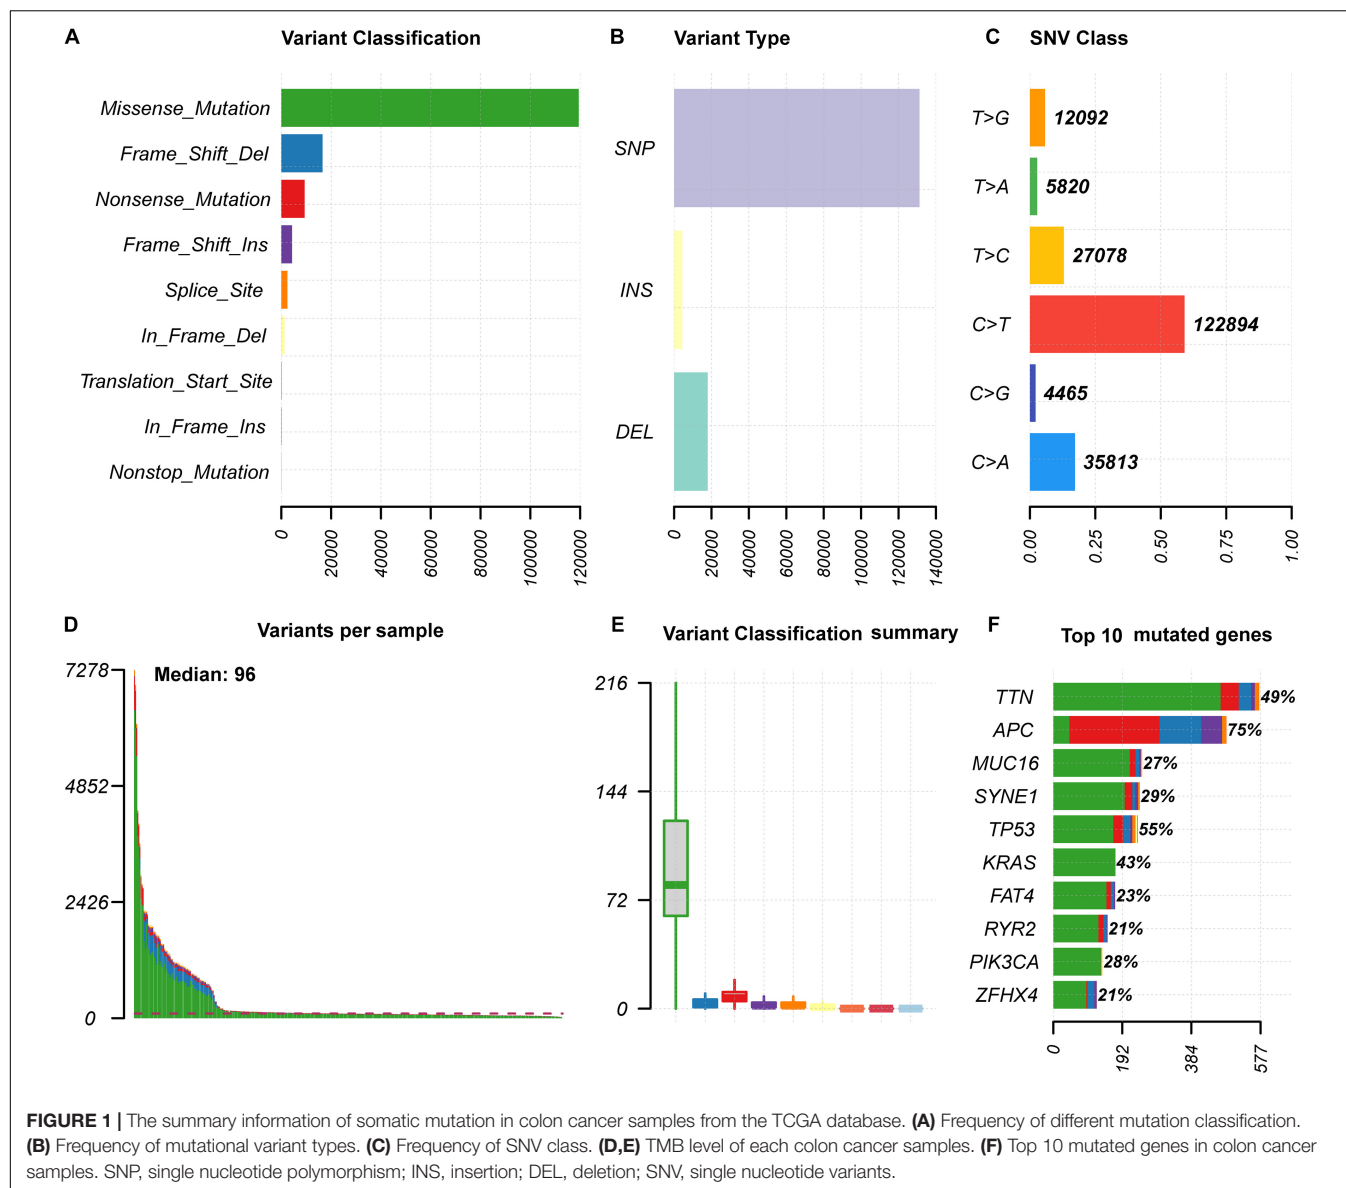 A
Variant Classification
Missense_Mutation
Frame_Shift_Del
Nonsense_Mutation
Frame_Shift_Ins
Splice_Site
In_Frame_Del
Translation_Start_Site
In_Frame_Ins
Nonstop_Mutation
0
20000
40000
60000
80000
100000
120000
B
Variant Type
SNP
INS
DEL
0
20000
40000
60000
80000
100000
120000
140000
C
SNV Class
T>G
12092
T>A
5820
T>C
27078
C>T
122894
C>G
4465
C>A
35813
0.00
0.25
0.50
0.75
1.00
D
Variants per sample
Median: 96
7278
4852
2426
0
E
Variant Classification summary
216
144
72
0
F
Top 10 mutated genes
TTN
49%
APC
75%
MUC16
27%
SYNE1
29%
TP53
55%
KRAS
43%
FAT4
23%
RYR2
21%
PIK3CA
28%
ZFHX4
21%
0
192
384
577
FIGURE 1 | The summary information of somatic mutation in colon cancer samples from the TCGA database. (A) Frequency of different mutation classification.
(B) Frequency of mutational variant types. (C) Frequency of SNV class. (D,E) TMB level of each colon cancer samples. (F) Top 10 mutated genes in colon cancer
samples. SNP, single nucleotide polymorphism; INS, insertion; DEL, deletion; SNV, single nucleotide variants.